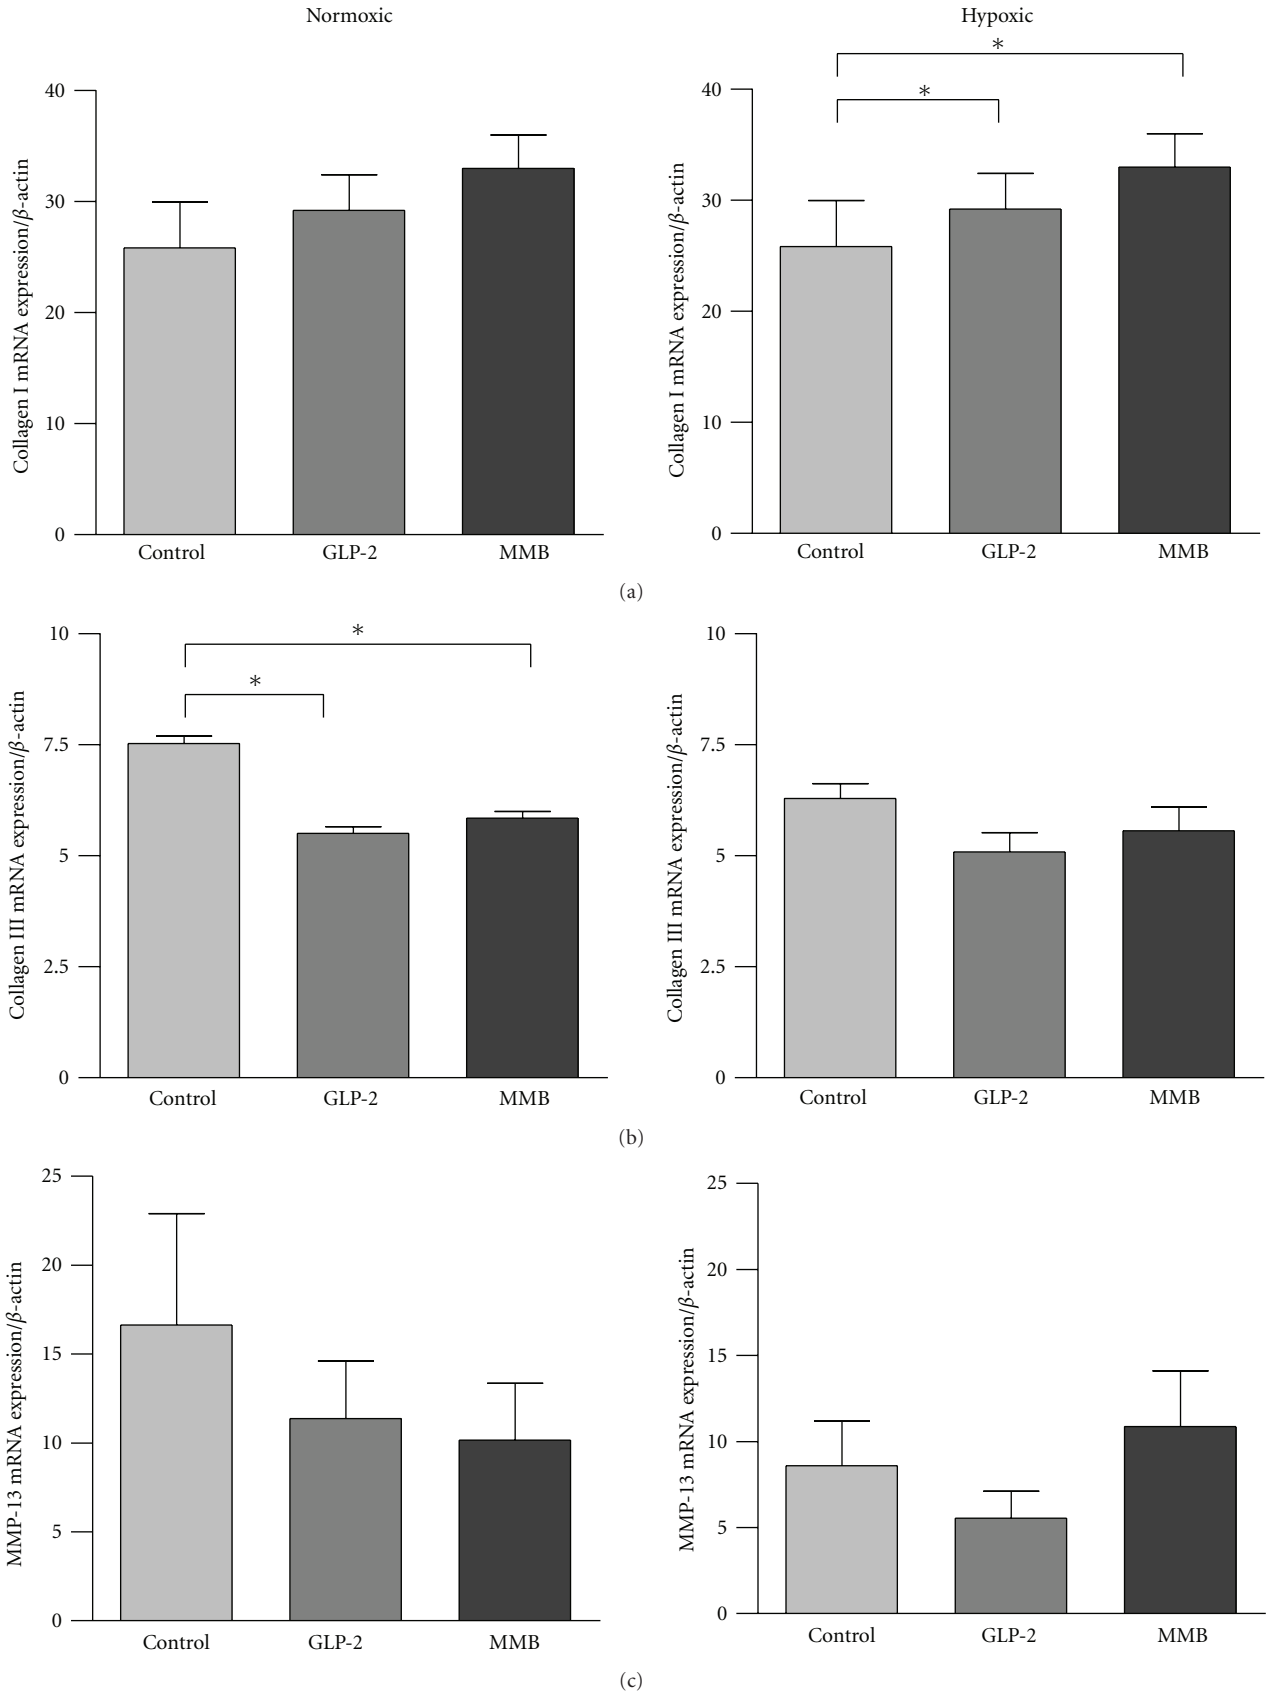 Normoxic
Hypoxic
Collagen I mRNA expression/β-actin
40
30
20
10
0
Control GLP-2 MMB
Collagen I mRNA expression/β-actin
40
30
20
10
0
* 
*
Control GLP-2 MMB
(a)
Collagen III mRNA expression/β-actin
10
7.5
5
2.5
0
*
*
Control GLP-2 MMB
Collagen III mRNA expression/β-actin
10
7.5
5
2.5
0
Control GLP-2 MMB
(b)
MMP-13 mRNA expression/β-actin
25
20
15
10
5
0
Control GLP-2 MMB
MMP-13 mRNA expression/β-actin
25
20
15
10
5
0
Control GLP-2 MMB
(c)